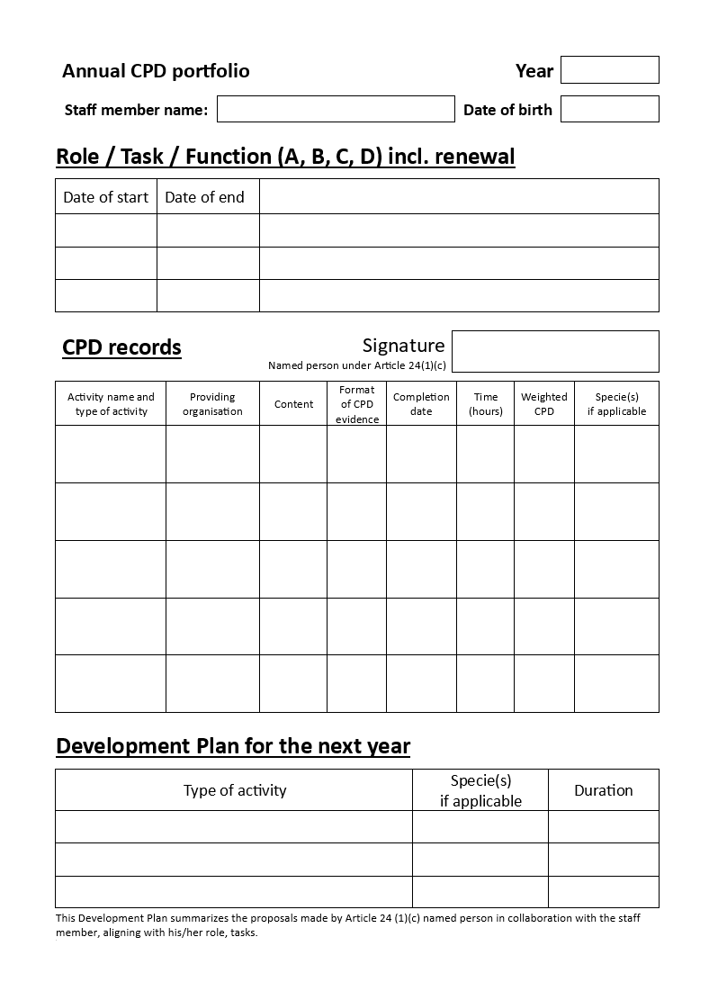 Annual CPD portfolio Year
Staff member name: Date of birth
Role / Task / Function (A, B, C, D) incl. renewal
Date of start Date of end
CPD records Signature
Named person under Article 24(1)(c)
Activity name and type of activity
Providing organisation
Content
Format of CPD evidence
Completion date
Time (hours)
Weighted CPD
Specie(s) if applicable
Development Plan for the next year
Type of activity
Specie(s) if applicable
Duration
This Development Plan summarizes the proposals made by Article 24 (1)(c) named person in collaboration with the staff
member, aligning with his/her role, tasks.